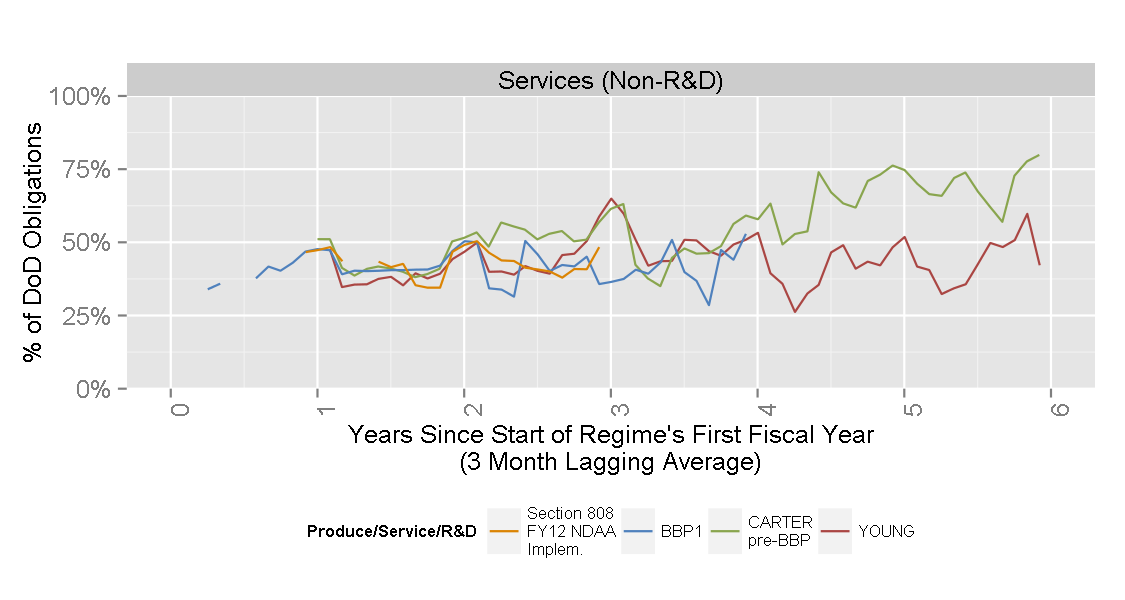 Services (Non-R&D)
% of DoD Obligations
100%
75%
50%
25%
0%
0
1
2
3
4
5
6
Years Since Start of Regime's First Fiscal Year
(3 Month Lagging Average)
Produce/Service/R&D
Section 808
FY12 NDAA
Implem.
BBP1
CARTER
pre-BBP
YOUNG